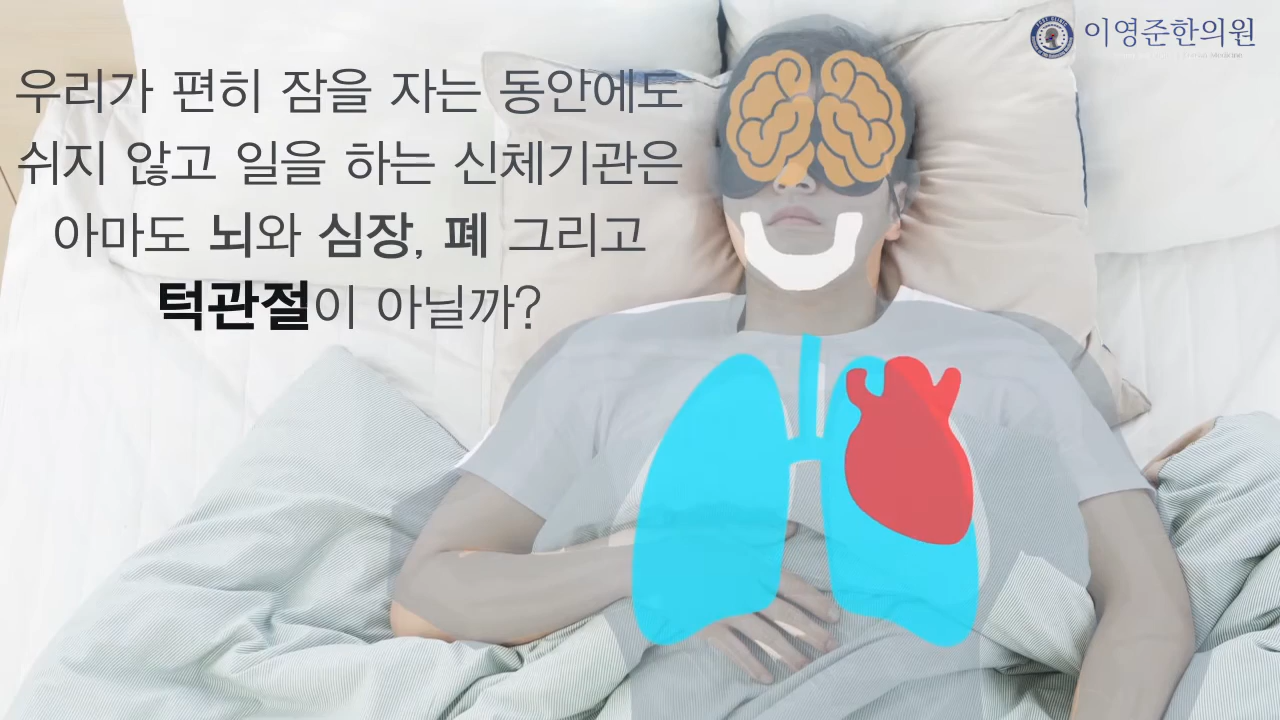 이영준한의원
우리가 편히 잠을 자는 동안에도
쉬지 않고 일을 하는 신체기관은
아마도 뇌와 심장, 폐 그리고
턱관절이 아닐까?